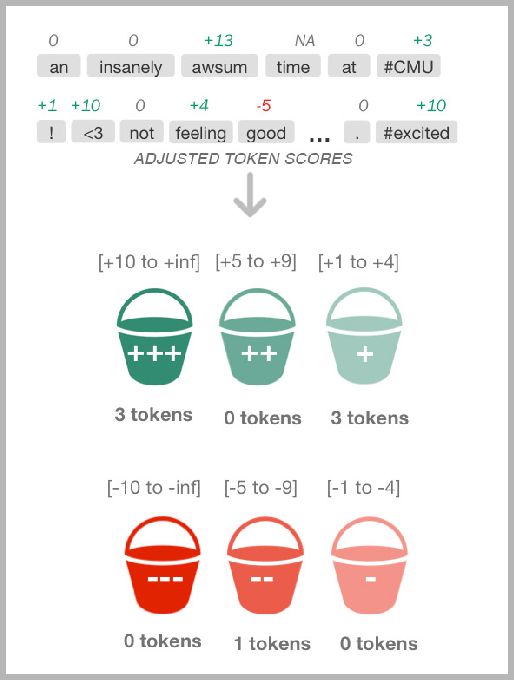 0 0 +13 NA 0 +3
an insanely awsum time at #CMU
+1 +10 0 +4 -5 0 +10
! <3 not feeling good ... . #excited
ADJUSTED TOKEN SCORES
[+10 to +inf] [+5 to +9] [+1 to +4]
+++ ++ +
3 tokens 0 tokens 3 tokens
[-10 to -inf] [-5 to -9] [-1 to -4]
--- -- -
0 tokens 1 tokens 0 tokens